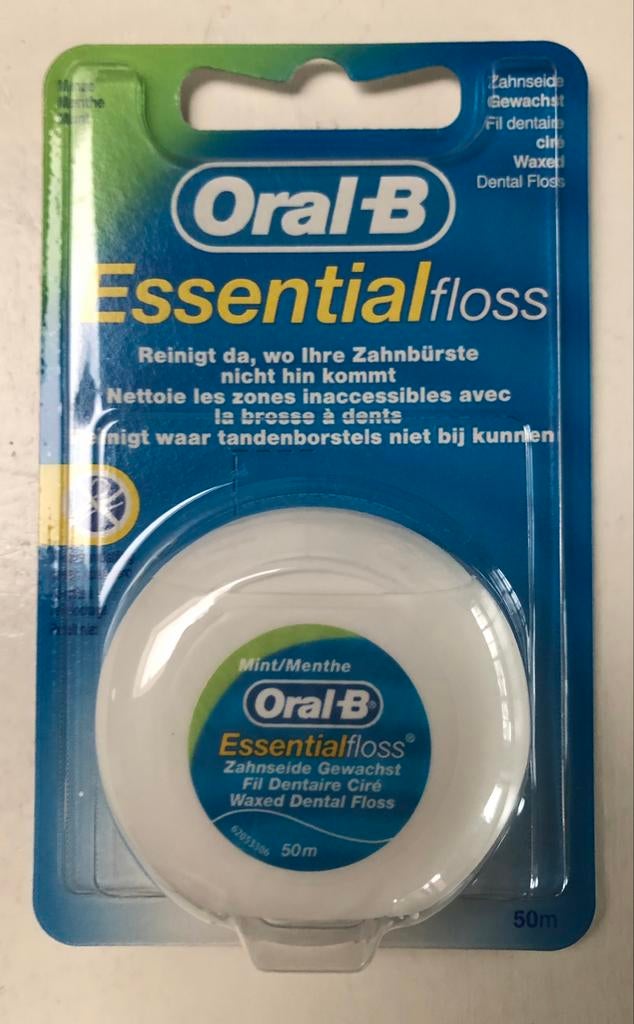 Menthe
Zahnseide
Gewachst
Fil dentaire
ciré
Waxed
Dental Floss
Oral-B
Essentialfloss
Reinigt da, wo Ihre Zahnbürste
nicht hin kommt
Nettoie les zones inaccessibles avec
la brosse à dents
Reinigt waar tandenborstels niet bij kunnen
Mint/Menthe
Oral-B®
Essentialfloss®
Zahnseide Gewachst
Fil Dentaire Ciré
Waxed Dental Floss
62053306
50m
50m